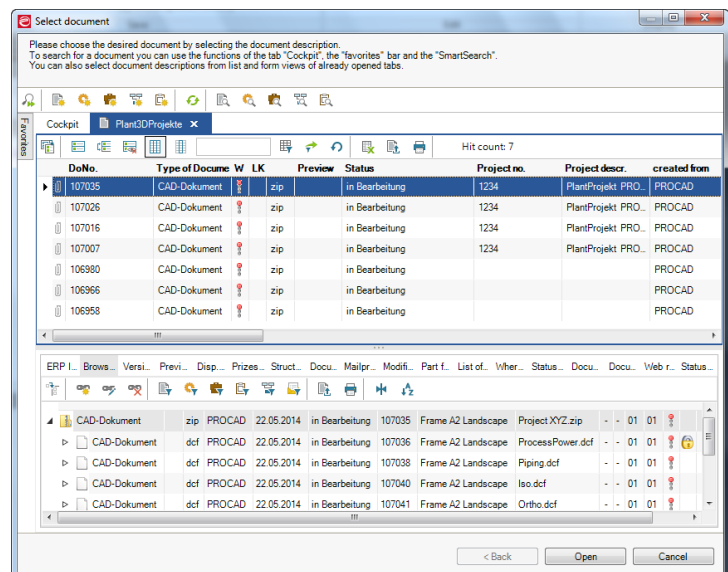 Select document
Please choose the desired document by selecting the document description.
To search for a document you can use the functions of the tab "Cockpit", the "favorites" bar and the "SmartSearch".
You can also select document descriptions from list and form views of already opened tabs.
Favorites
Cockpit Plant3DProjekte
Hit count: 7
DoNo. Type of Docume W LK Preview Status Project no. Project descr. created from
107035 CAD-Dokument zip in Bearbeitung 1234 PlantProjekt PRO... PROCAD
107026 CAD-Dokument zip in Bearbeitung 1234 PlantProjekt PRO... PROCAD
107016 CAD-Dokument zip in Bearbeitung 1234 PlantProjekt PRO... PROCAD
107007 CAD-Dokument zip in Bearbeitung 1234 PlantProjekt PRO... PROCAD
106980 CAD-Dokument zip in Bearbeitung PROCAD
106966 CAD-Dokument zip in Bearbeitung PROCAD
106958 CAD-Dokument zip in Bearbeitung PROCAD
ERP I... Brows... Versi... Previ... Disp... Prizes... Struct... Docu... Mailpr... Modifi... Part f... List of... Wher... Status... Docu... Docu... Web r... Status...
CAD-Dokument zip PROCAD 22.05.2014 in Bearbeitung 107035 Frame A2 Landscape Project XYZ.zip - - 01 01
CAD-Dokument dcf PROCAD 22.05.2014 in Bearbeitung 107036 Frame A2 Landscape ProcessPower.dcf - - 01 01
CAD-Dokument dcf PROCAD 22.05.2014 in Bearbeitung 107038 Frame A2 Landscape Piping.dcf - - 01 01
CAD-Dokument dcf PROCAD 22.05.2014 in Bearbeitung 107040 Frame A2 Landscape Iso.dcf - - 01 01
CAD-Dokument dcf PROCAD 22.05.2014 in Bearbeitung 107041 Frame A2 Landscape Ortho.dcf - - 01 01
< Back Open Cancel